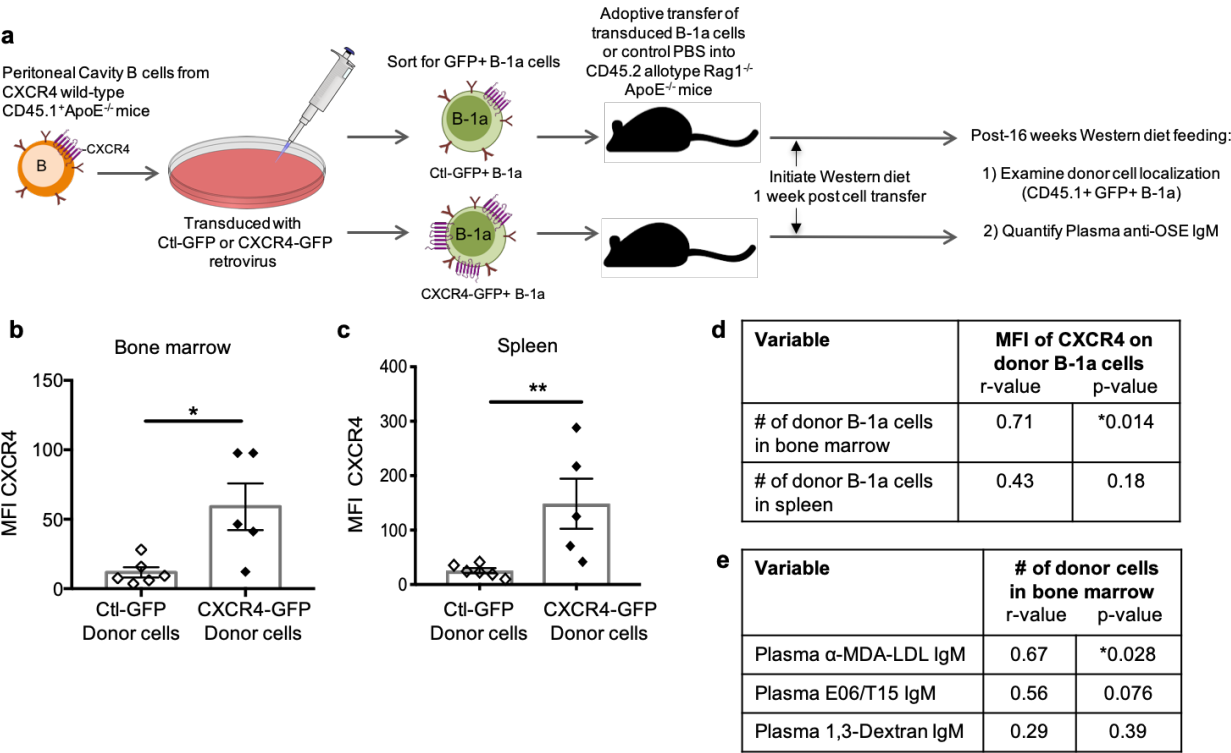 a
Peritoneal Cavity B cells from
CXCR4 wild-type
CD45.1+ApoE-/- mice
B
-CXCR4
Transduced with
Ctl-GFP or CXCR4-GFP
retrovirus
Sort for GFP+ B-1a cells
B-1a
Ctl-GFP+ B-1a
B-1a
CXCR4-GFP+ B-1a
Adoptive transfer of
transduced B-1a cells
or control PBS into
CD45.2 allotype Rag1-/-
ApoE-/- mice
Initiate Western diet
1 week post cell transfer
Post-16 weeks Western diet feeding:
1) Examine donor cell localization
(CD45.1+ GFP+ B-1a)
2) Quantify Plasma anti-OSE IgM
b
Bone marrow
MFI CXCR4
150
100
50
0
*
Ctl-GFP CXCR4-GFP
Donor cells Donor cells
c
Spleen
MFI CXCR4
400
300
200
100
0
**
Ctl-GFP CXCR4-GFP
Donor cells Donor cells
d
Variable
MFI of CXCR4 on
donor B-1a cells
r-value p-value
# of donor B-1a cells
in bone marrow
0.71 *0.014
# of donor B-1a cells
in spleen
0.43 0.18
e
Variable
# of donor cells
in bone marrow
r-value p-value
Plasma α-MDA-LDL IgM 0.67 *0.028
Plasma E06/T15 IgM 0.56 0.076
Plasma 1,3-Dextran IgM 0.29 0.39